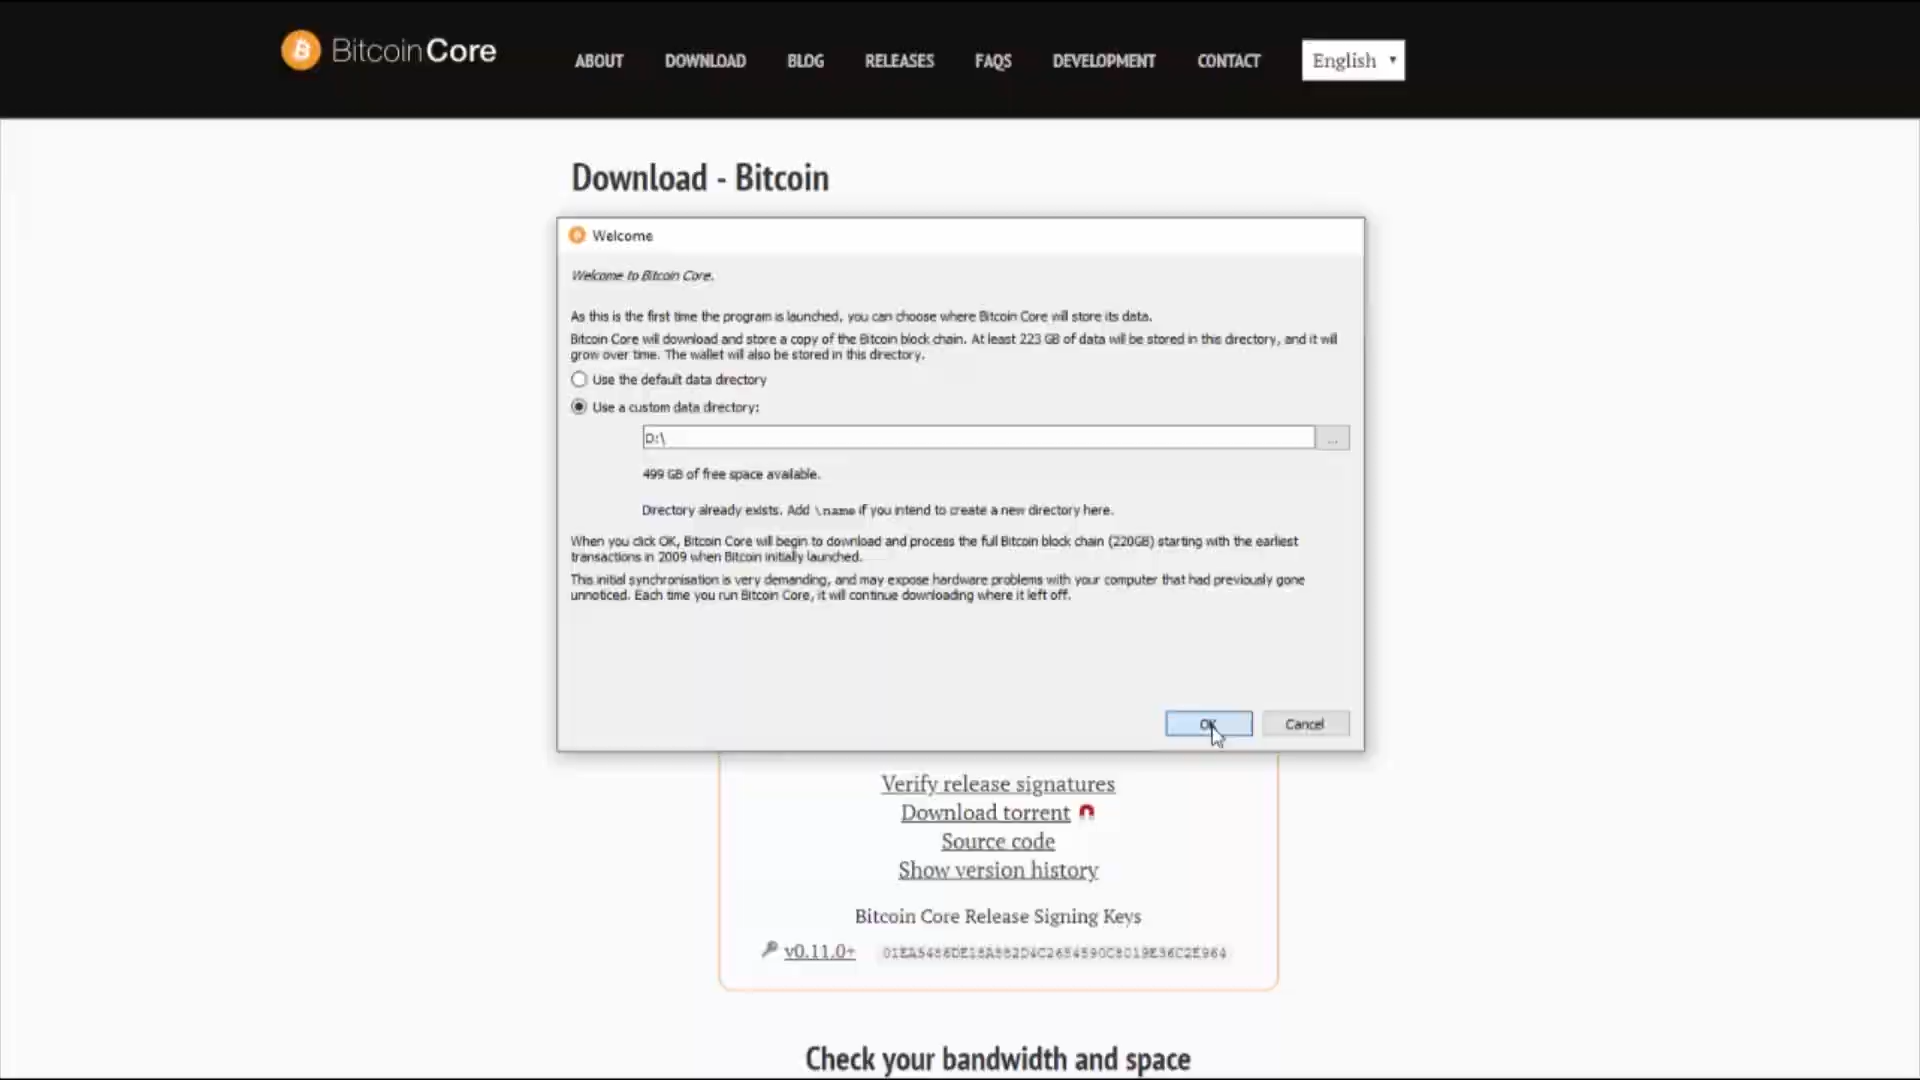 Bitcoin Core
ABOUT DOWNLOAD BLOG RELEASES FAQS DEVELOPMENT CONTACT English
Download - Bitcoin
Welcome
Welcome to Bitcoin Core.
As this is the first time the program is launched, you can choose where Bitcoin Core will store its data.
Bitcoin Core will download and store a copy of the Bitcoin block chain. At least 223 GB of data will be stored in this directory, and it will
grow over time. The wallet will also be stored in this directory.
Use the default data directory
Use a custom data directory:
D:\
...
499 GB of free space available.
Directory already exists. Add \name if you intend to create a new directory here.
When you click OK, Bitcoin Core will begin to download and process the full Bitcoin block chain (220GB) starting with the earliest
transactions in 2009 when Bitcoin initially launched.
This initial synchronisation is very demanding, and may expose hardware problems with your computer that had previously gone
unnoticed. Each time you run Bitcoin Core, it will continue downloading where it left off.
OK Cancel
Verify release signatures
Download torrent
Source code
Show version history
Bitcoin Core Release Signing Keys
v0.11.0+
Check your bandwidth and space